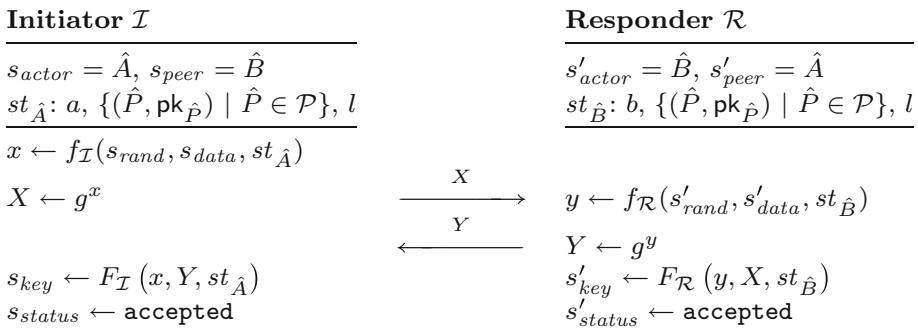 Initiator 𝓘 Responder 𝓡
s_actor = Â, s_peer = B̂ s′_actor = B̂, s′_peer = Â
st_Â: a, {(P̂, pk_P̂) | P̂ ∈ 𝒫}, l st_B̂: b, {(P̂, pk_P̂) | P̂ ∈ 𝒫}, l
x ← f_𝓘(s_rand, s_data, st_Â)
X
X ← g^x y ← f_𝓡(s′_rand, s′_data, st_B̂)
Y
Y ← g^y
s_key ← F_𝓘 (x, Y, st_Â) s′_key ← F_𝓡 (y, X, st_B̂)
s_status ← accepted s′_status ← accepted